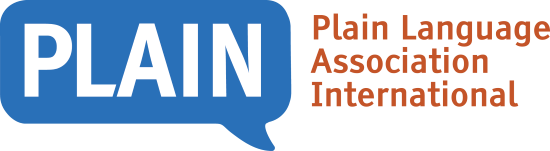 PLAIN
Plain Language
Association
International